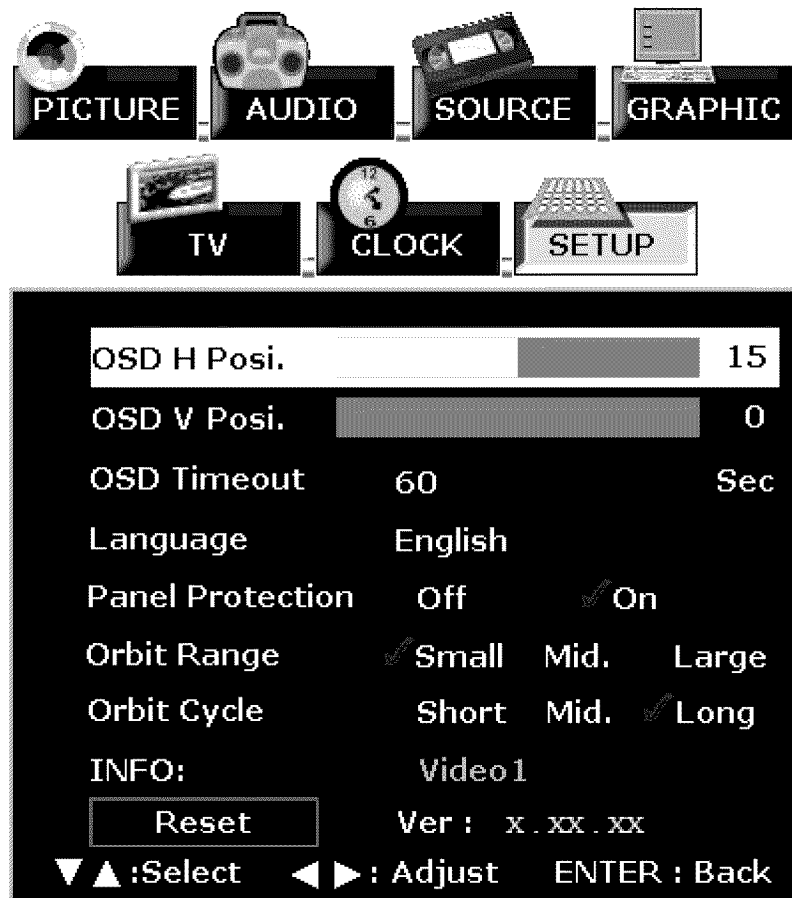 PICTURE AUDIO SOURCE GRAPHIC
12
6
TV CLOCK SETUP
OSD H Posi. 15
OSD V Posi. 0
OSD Timeout 60 Sec
Language English
Panel Protection Off ✓On
Orbit Range ✓Small Mid. Large
Orbit Cycle Short Mid. ✓Long
INFO: Video1
Reset Ver : x.xx.xx
▼▲:Select ◀▶: Adjust ENTER : Back